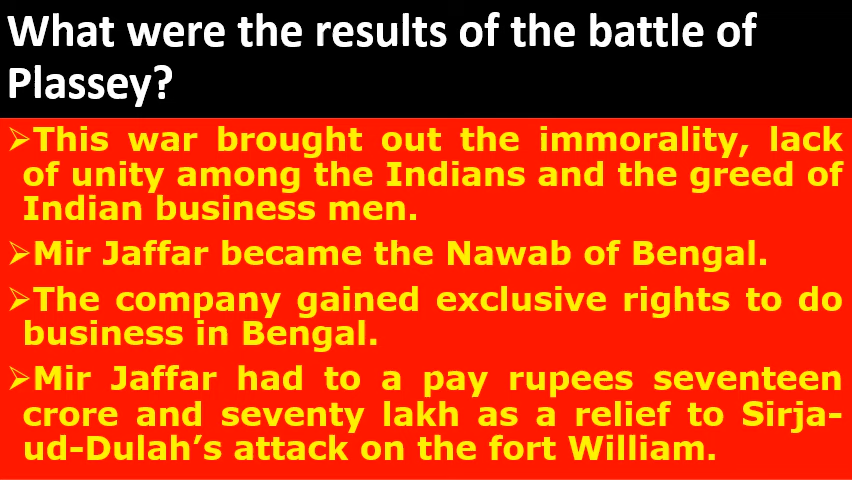 What were the results of the battle of
Plassey?
➢This war brought out the immorality, lack
of unity among the Indians and the greed of
Indian business men.
➢Mir Jaffar became the Nawab of Bengal.
➢The company gained exclusive rights to do
business in Bengal.
➢Mir Jaffar had to a pay rupees seventeen
crore and seventy lakh as a relief to Sirja-
ud-Dulah’s attack on the fort William.